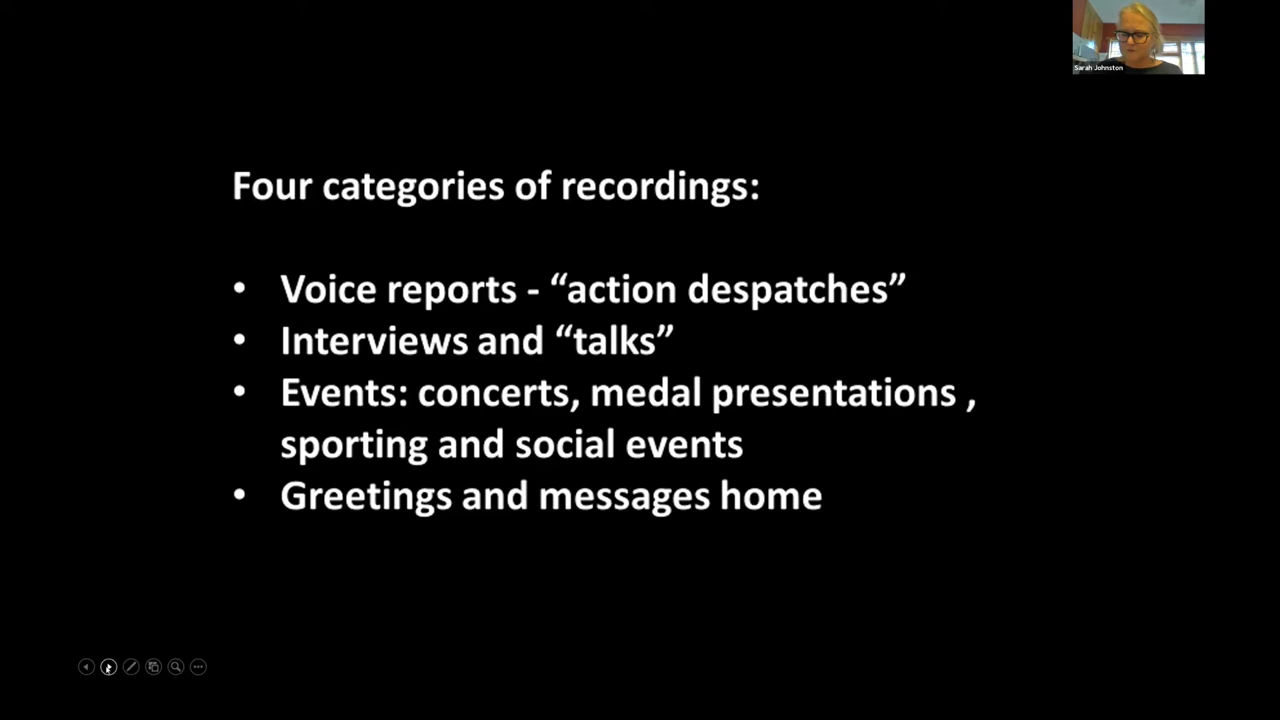 Sarah Johnston
Four categories of recordings:
• Voice reports - “action despatches”
• Interviews and “talks”
• Events: concerts, medal presentations ,
sporting and social events
• Greetings and messages home